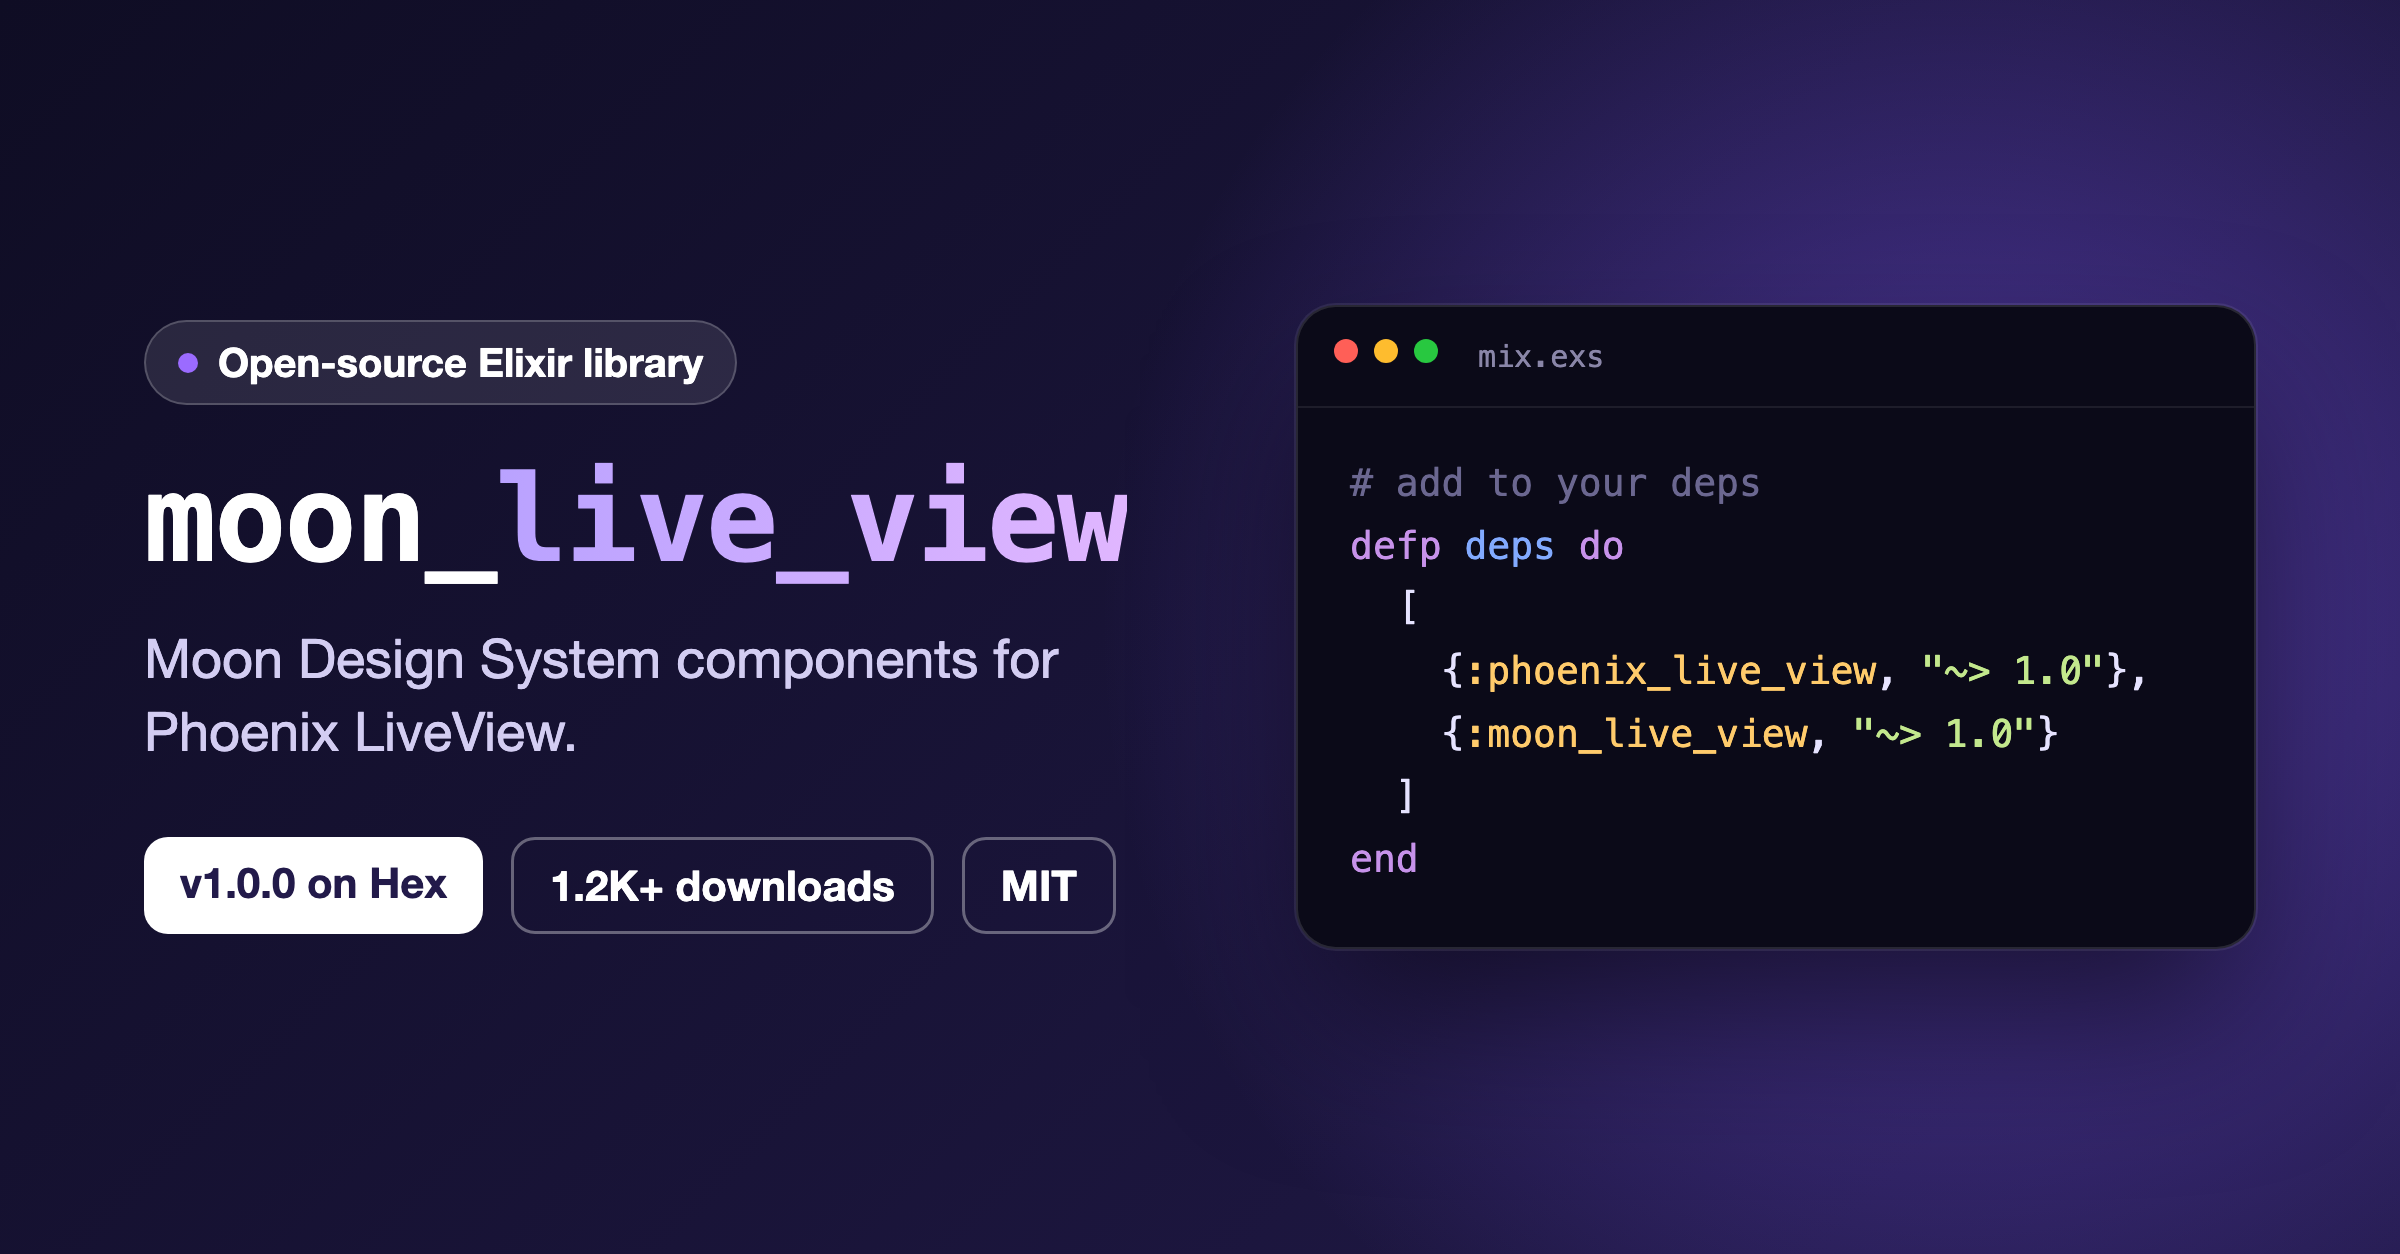 Open-source Elixir library
moon_live_view
Moon Design System components for
Phoenix LiveView.
v1.0.0 on Hex
1.2K+ downloads
MIT
mix.exs
# add to your deps
defp deps do
  [
    {:phoenix_live_view, "~> 1.0"},
    {:moon_live_view, "~> 1.0"}
  ]
end